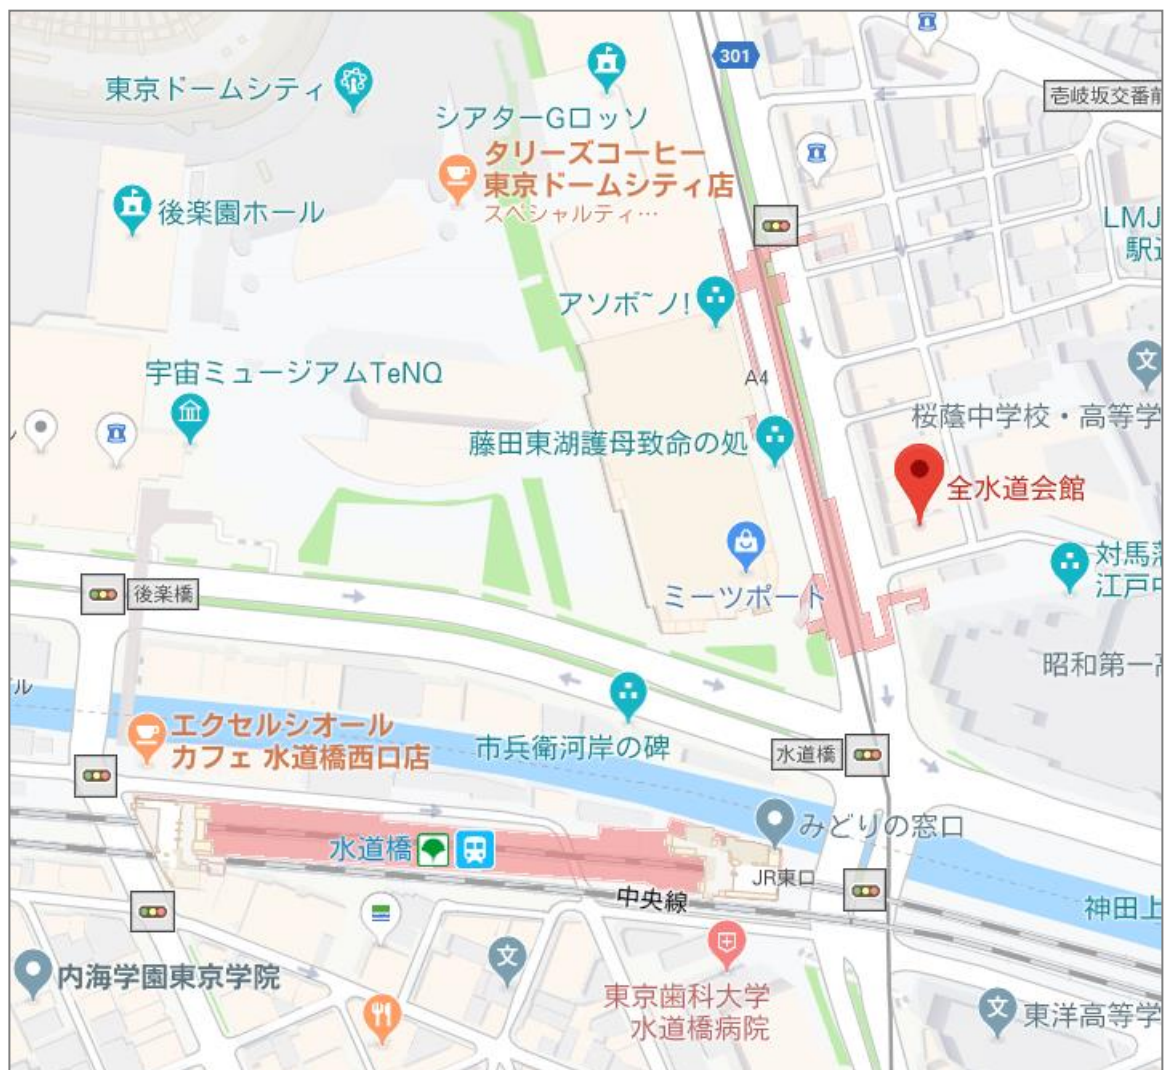 301
東京ドームシティ
壱岐坂交番前
シアターGロッソ
タリーズコーヒー
東京ドームシティ店
スペシャルティ…
後楽園ホール
LMJ
駅
アソボ~ノ!
宇宙ミュージアムTeNQ
A4
桜蔭中学校・高等学
藤田東湖護母致命の処
全水道会館
対馬
江戸
ミーツポート
後楽橋
昭和第一
ル
エクセルシオール
カフェ 水道橋西口店
市兵衛河岸の碑
水道橋
みどりの窓口
水道橋
JR東口
中央線
神田上
内海学園東京学院
東京歯科大学
水道橋病院
東洋高等学
文
文
文